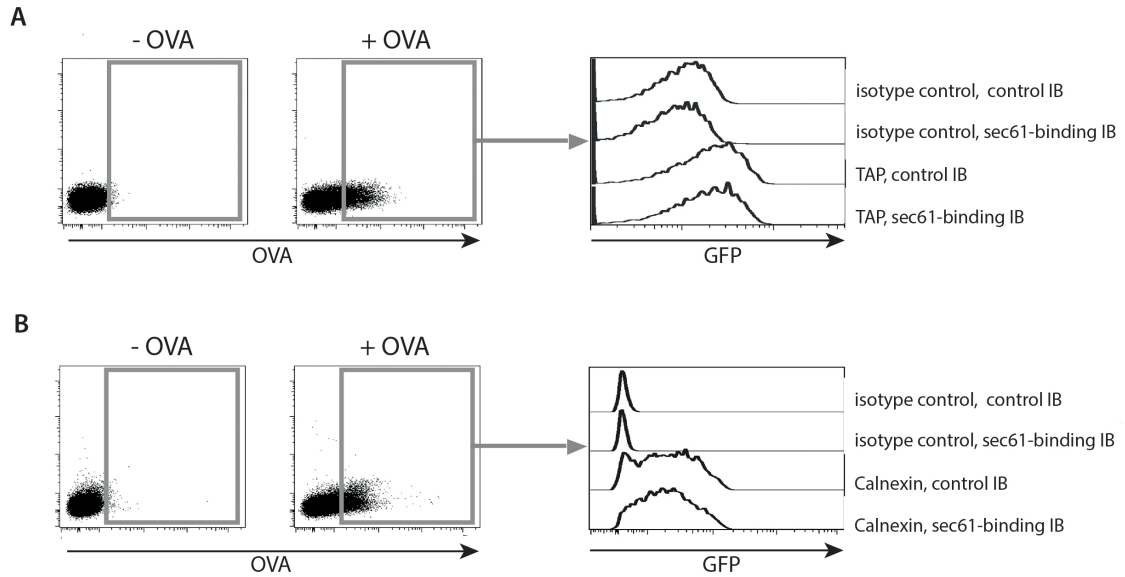 A
- OVA
+ OVA
isotype control, control IB
isotype control, sec61-binding IB
TAP, control IB
TAP, sec61-binding IB
OVA
GFP
B
- OVA
+ OVA
isotype control, control IB
isotype control, sec61-binding IB
Calnexin, control IB
Calnexin, sec61-binding IB
OVA
GFP